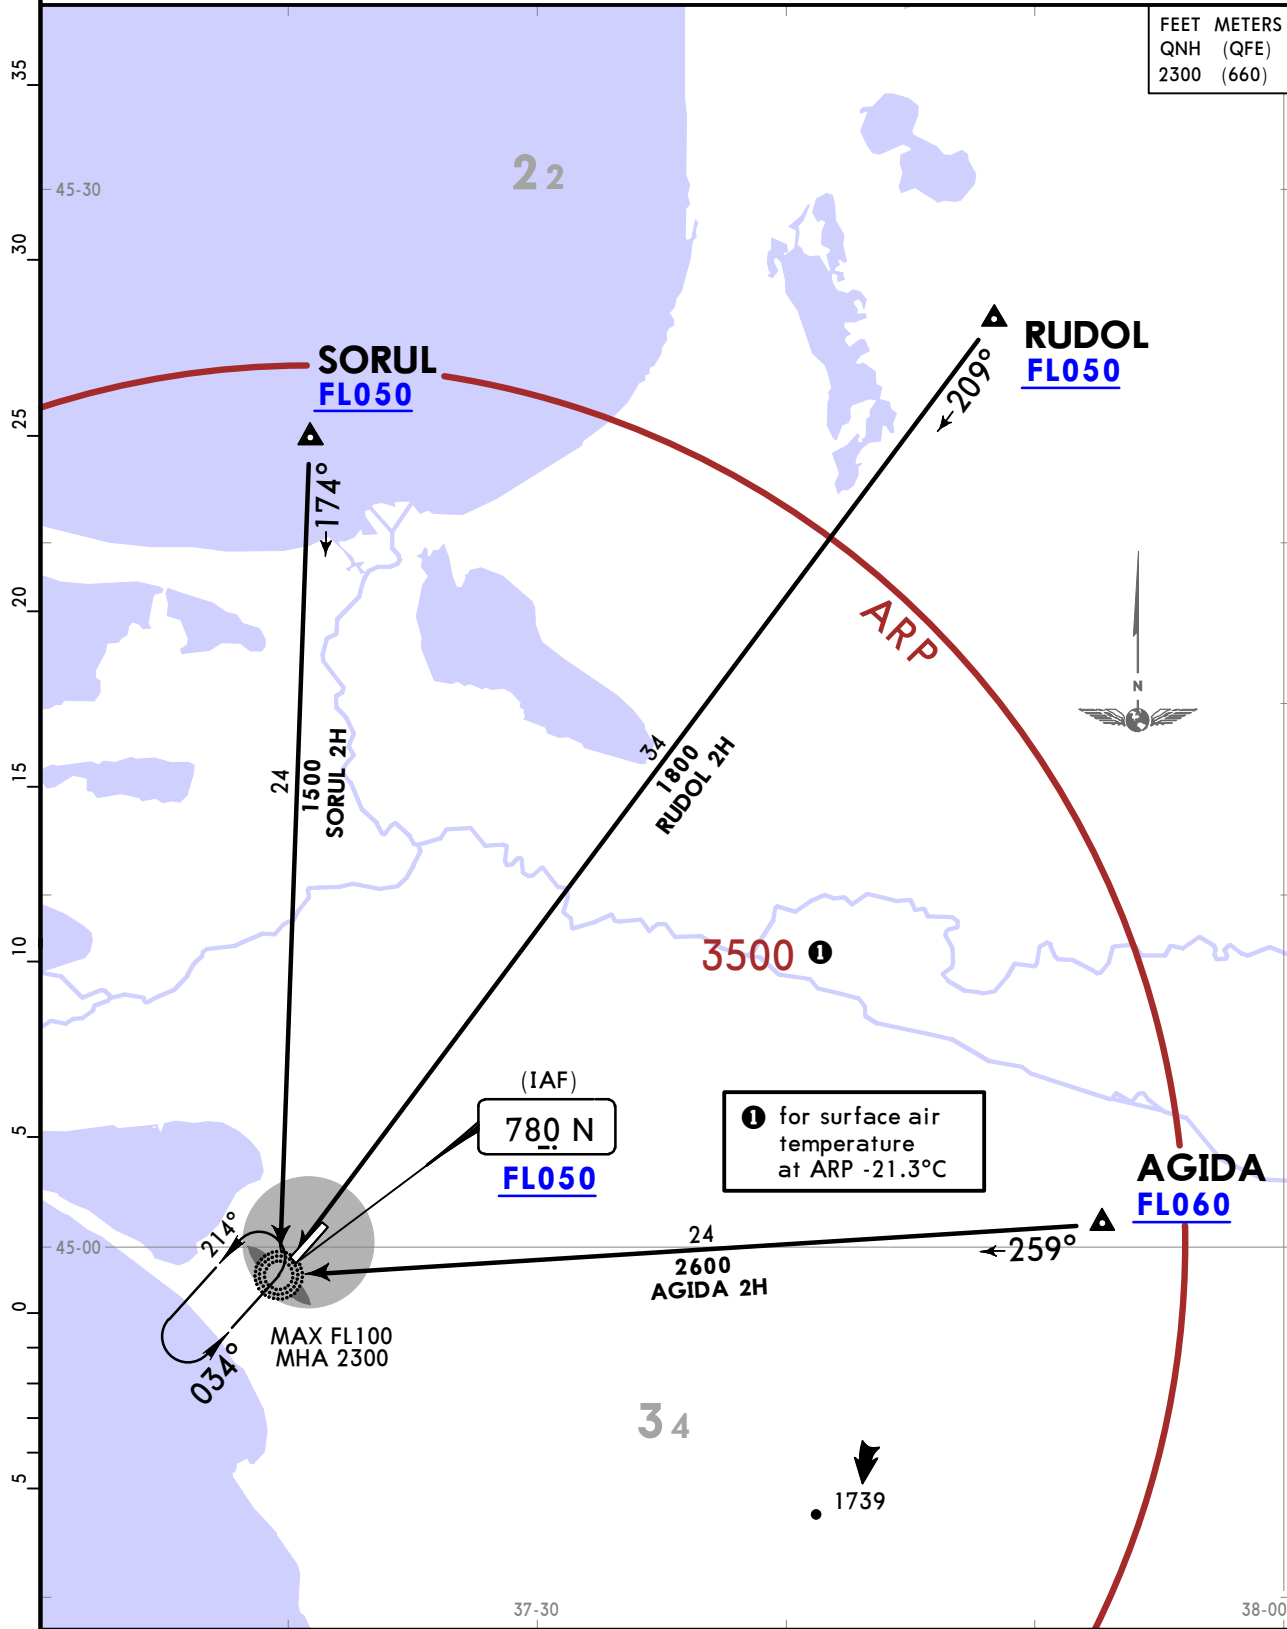 FEET METERS
QNH (QFE)
2300 (660)
35
30
25
20
15
10
5
0
5
45-30
22
SORUL
FL050
RUDOL
FL050
209°
174°
ARP
N
24
1500
SORUL 2H
34
1800
RUDOL 2H
3500 1
(IAF)
780 N
FL050
1 for surface air
temperature
at ARP -21.3°C
AGIDA
FL060
214°
45-00
24
2600
AGIDA 2H
259°
034°
MAX FL100
MHA 2300
34
1739
37-30
38-00